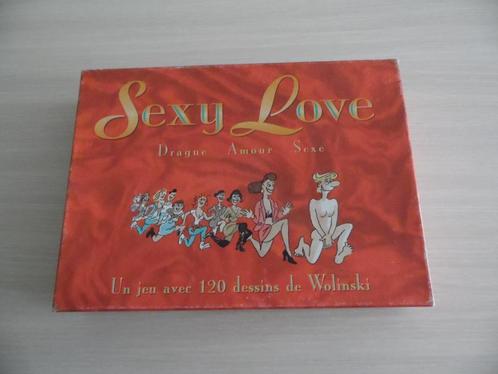 Sexy Love
Drague Amour Sexe
Un jeu avec 120 dessins de Wolinski